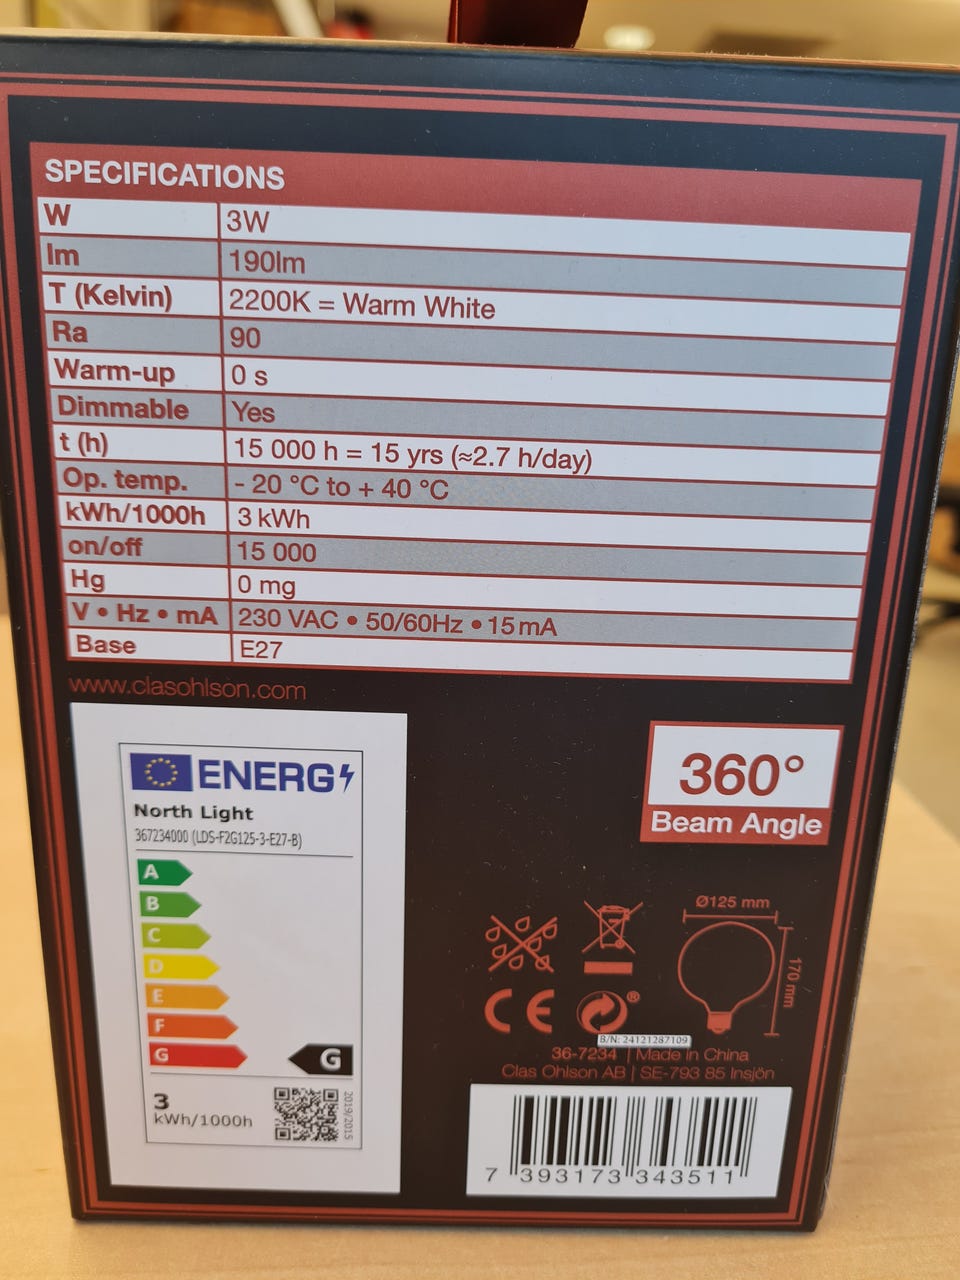 SPECIFICATIONS
W 3W
lm 190lm
T (Kelvin) 2200K = Warm White
Ra 90
Warm-up 0 s
Dimmable Yes
t (h) 15 000 h = 15 yrs (≈2.7 h/day)
Op. temp. - 20 °C to + 40 °C
kWh/1000h 3 kWh
on/off 15 000
Hg 0 mg
V • Hz • mA 230 VAC • 50/60Hz • 15mA
Base E27
www.clasohlson.com
ENERG
North Light
367234000 (LDS-F2G125-3-E27-B)
A
B
C
D
E
F
G
G
3
kWh/1000h
2019/2015
360°
Beam Angle
Ø125 mm
170 mm
CE
®
B/N: 24121287109
36-7234 | Made in China
Clas Ohlson AB | SE-793 85 Insjön
7 393173 343511